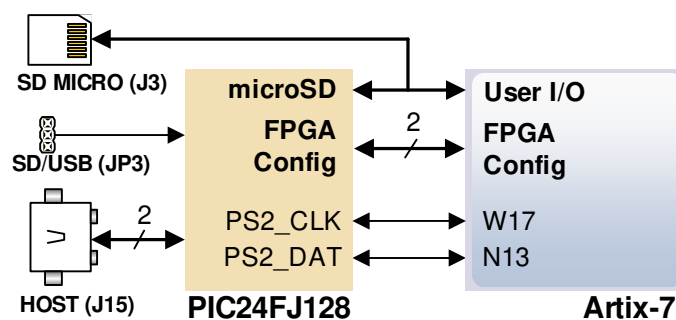 SD MICRO (J3)
microSD
User I/O
SD/USB (JP3)
FPGA
Config
2
FPGA
Config
HOST (J15)
2
PS2_CLK
W17
PS2_DAT
N13
PIC24FJ128
Artix-7